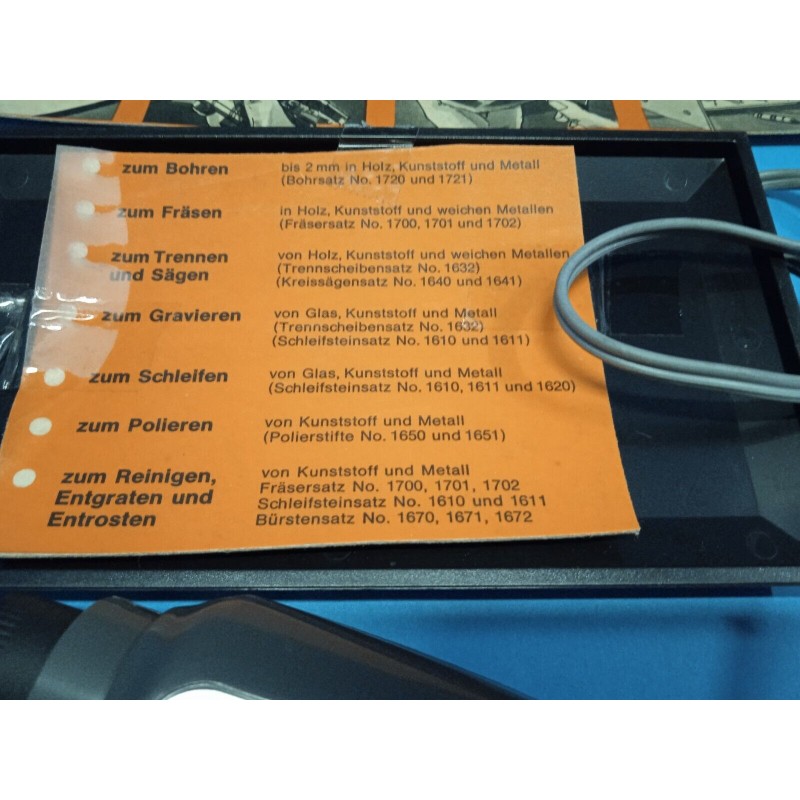 zum Bohren bis 2 mm in Holz, Kunststoff und Metall
(Bohrsatz No. 1720 und 1721)
zum Fräsen in Holz, Kunststoff und weichen Metallen
(Fräsersatz No. 1700, 1701 und 1702)
zum Trennen von Holz, Kunststoff und weichen Metallen
und Sägen (Trennscheibensatz No. 1632)
(Kreissägensatz No. 1640 und 1641)
zum Gravieren von Glas, Kunststoff und Metall
(Trennscheibensatz No. 1632)
(Schleifsteinsatz No. 1610 und 1611)
zum Schleifen von Glas, Kunststoff und Metall
(Schleifsteinsatz No. 1610, 1611 und 1620)
zum Polieren von Kunststoff und Metall
(Polierstifte No. 1650 und 1651)
zum Reinigen, von Kunststoff und Metall
Entgraten und Fräsersatz No. 1700, 1701, 1702
Entrosten Schleifsteinsatz No. 1610 und 1611
Bürstensatz No. 1670, 1671, 1672